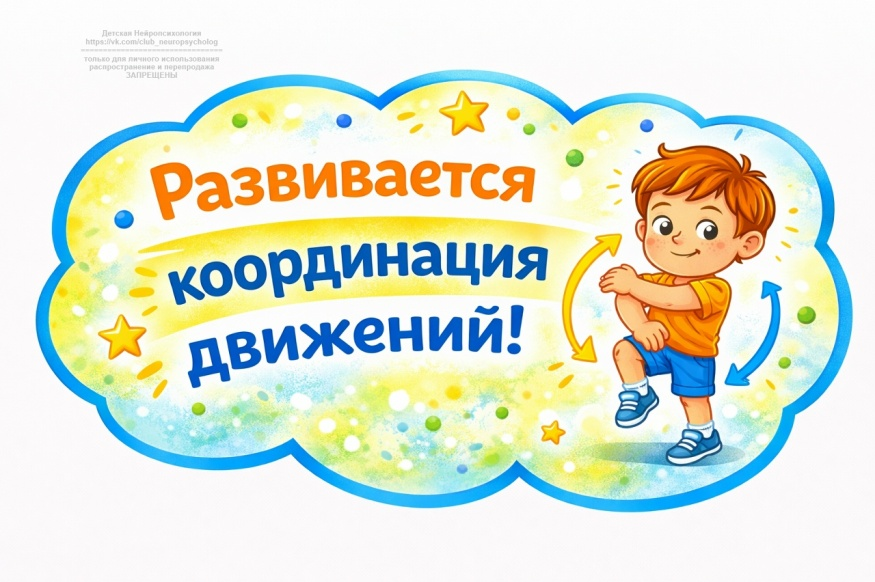 Детская Нейропсихология
https://vk.com/club_neuropsycholog
================================
только для личного использования
распространение и перепродажа
ЗАПРЕЩЕНЫ
Развивается
координация
движений!